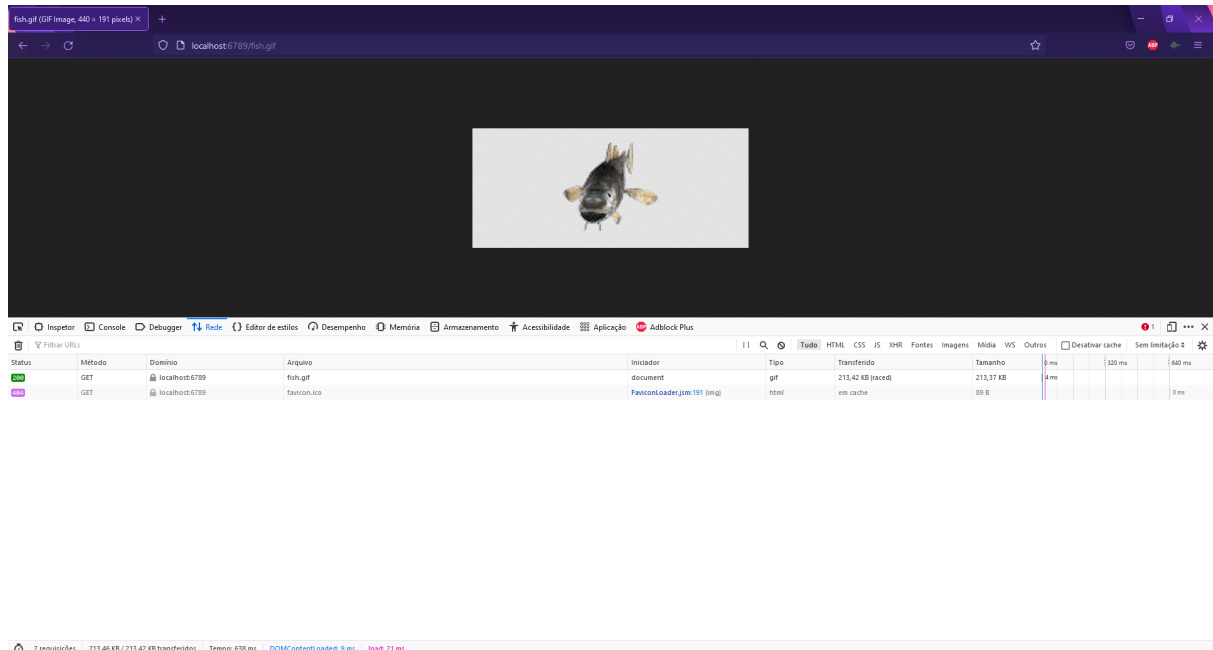 fish.gif (GIF Image, 440 × 191 pixels)
localhost:6789/fish.gif
ABP
Inspetor Console Debugger Rede Editor de estilos Desempenho Memória Armazenamento Acessibilidade Aplicação ABP Adblock Plus 1
Filtrar URLs Tudo HTML CSS JS XHR Fontes Imagens Mídia WS Outros Desativar cache Sem limitação
Status Método Domínio Arquivo Iniciador Tipo Transferido Tamanho 0 ms 320 ms 640 ms
200 GET localhost:6789 fish.gif document gif 213,42 KB (raced) 213,37 KB 4 ms
404 GET localhost:6789 favicon.ico FaviconLoader.jsm:191 (img) html em cache 89 B 0 ms
2 requisições 213,46 KB / 213,42 KB transferidos Tempo: 638 ms DOMContentLoaded: 9 ms load: 21 ms